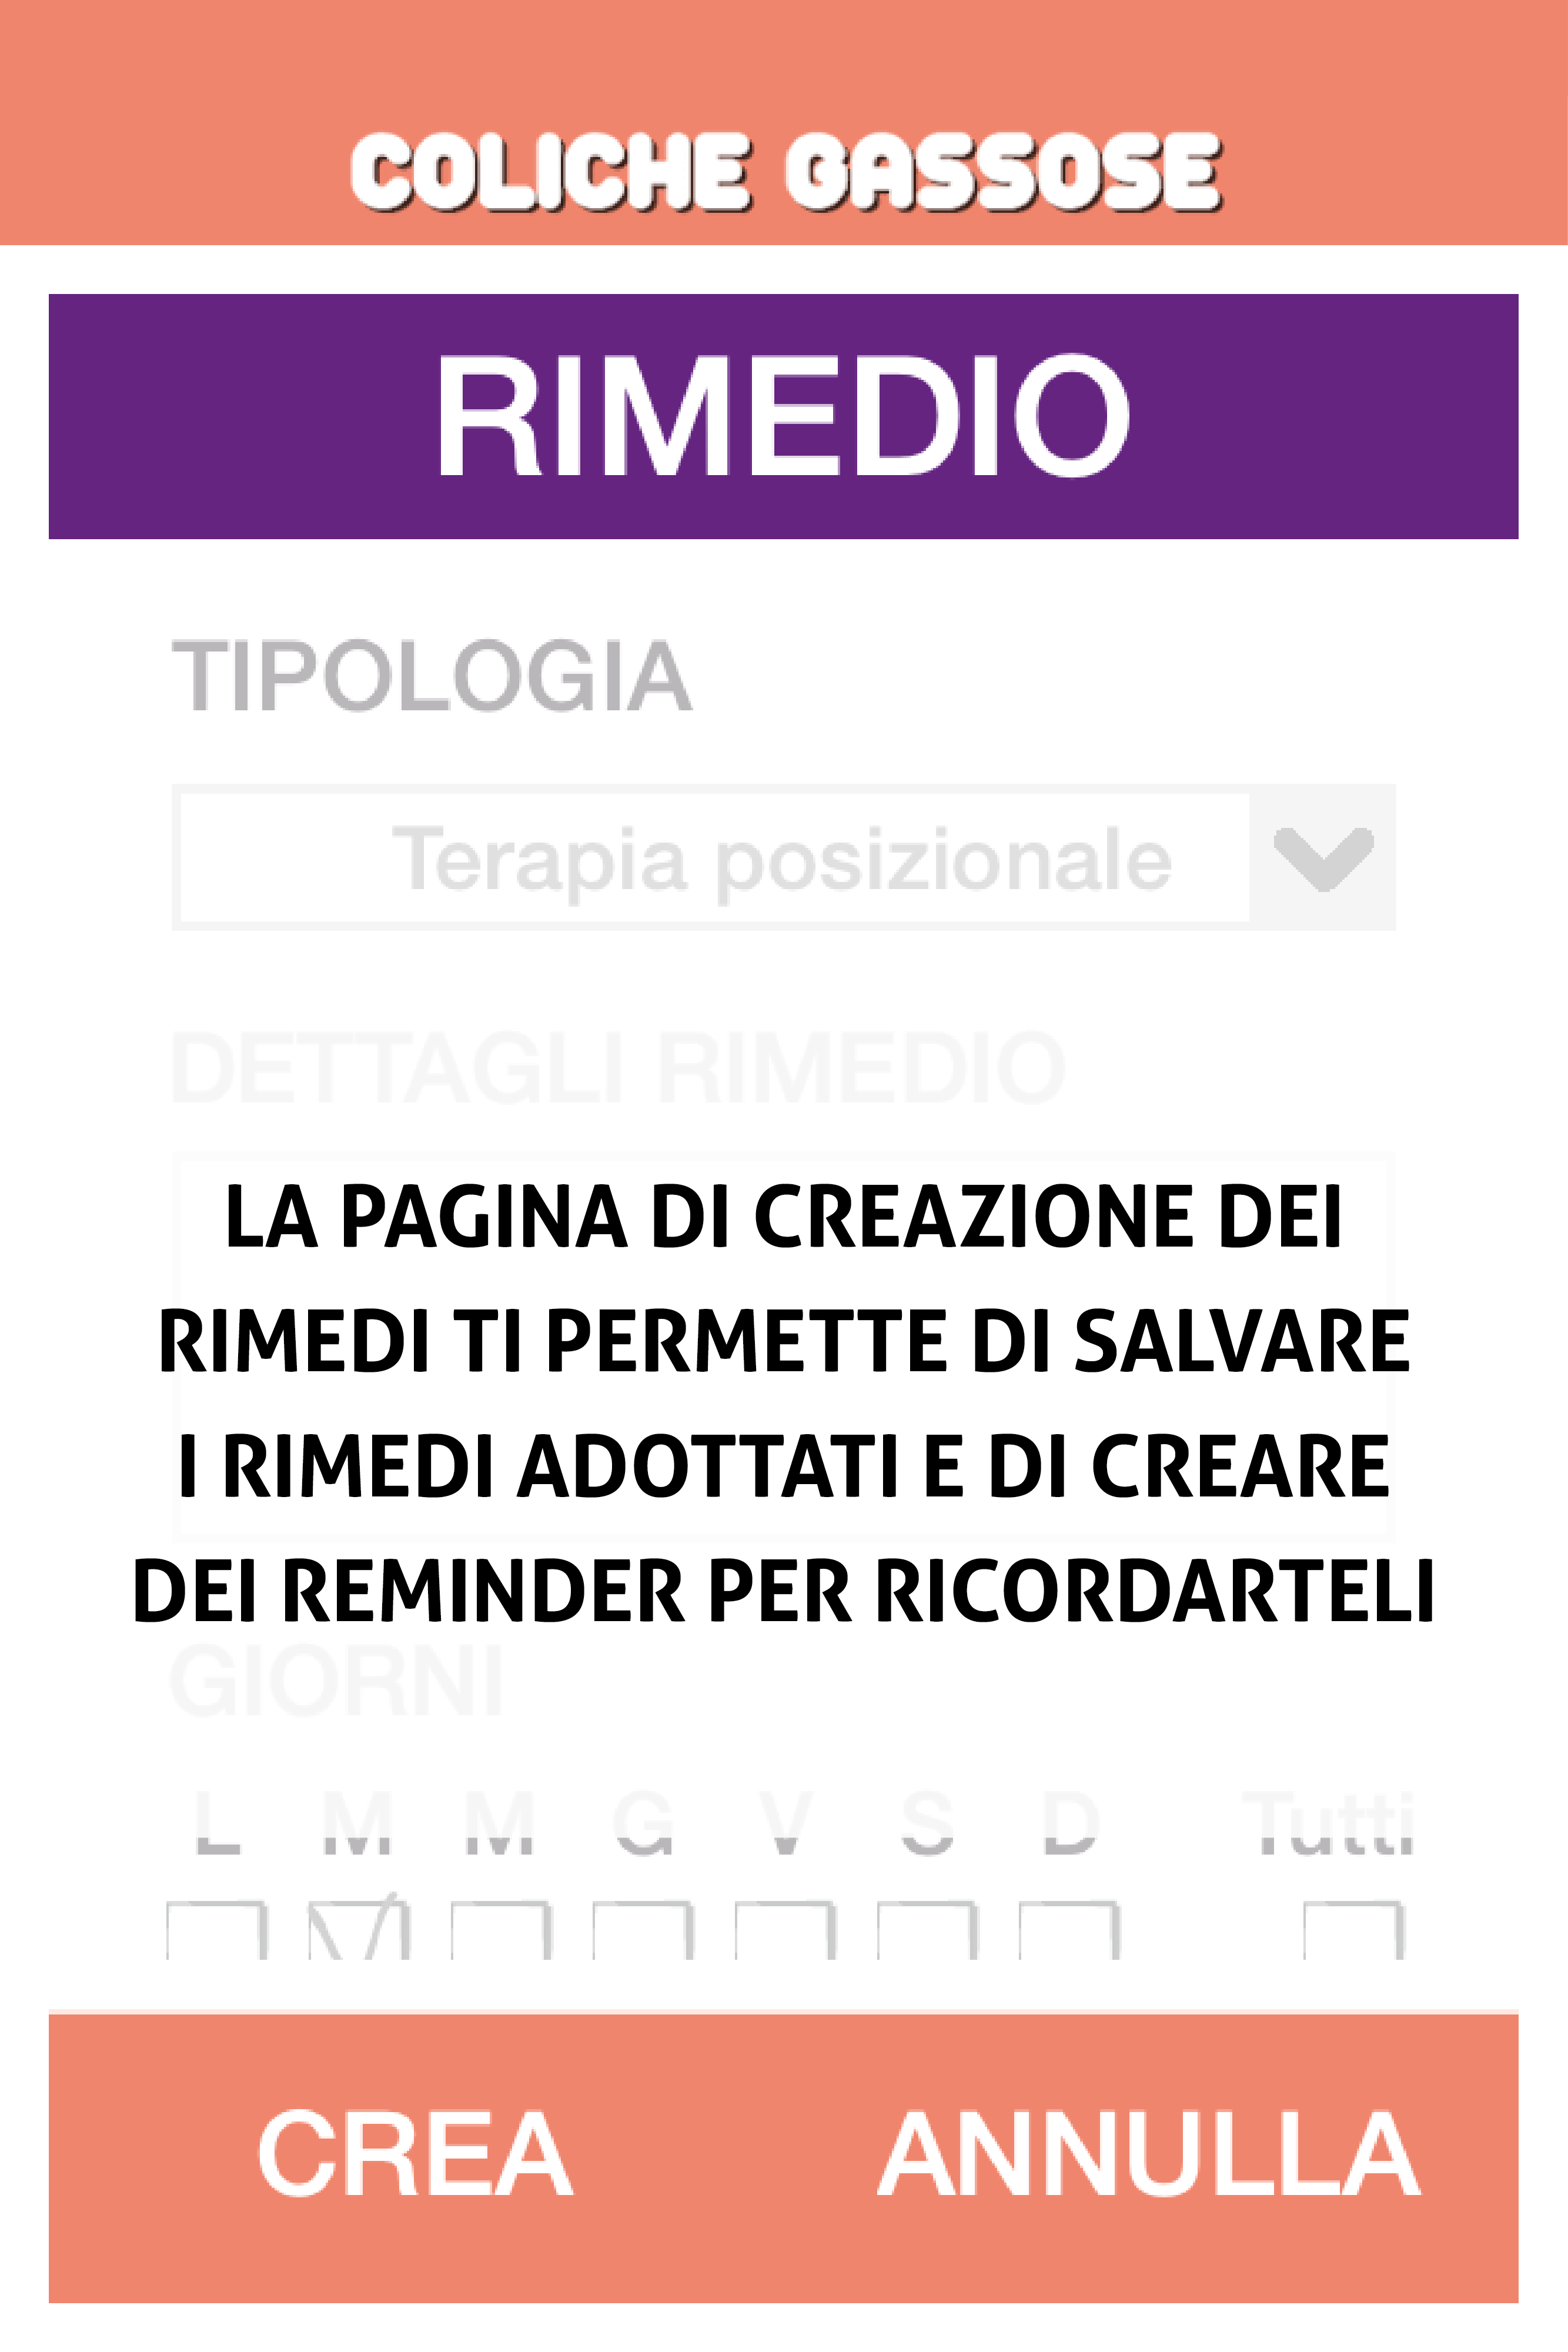 COLICHE GASSOSE
RIMEDIO
TIPOLOGIA
Terapia posizionale
DETTAGLI RIMEDIO
LA PAGINA DI CREAZIONE DEI
RIMEDI TI PERMETTE DI SALVARE
I RIMEDI ADOTTATI E DI CREARE
DEI REMINDER PER RICORDARTELI
GIORNI
L M M G V S D Tutti
CREA ANNULLA